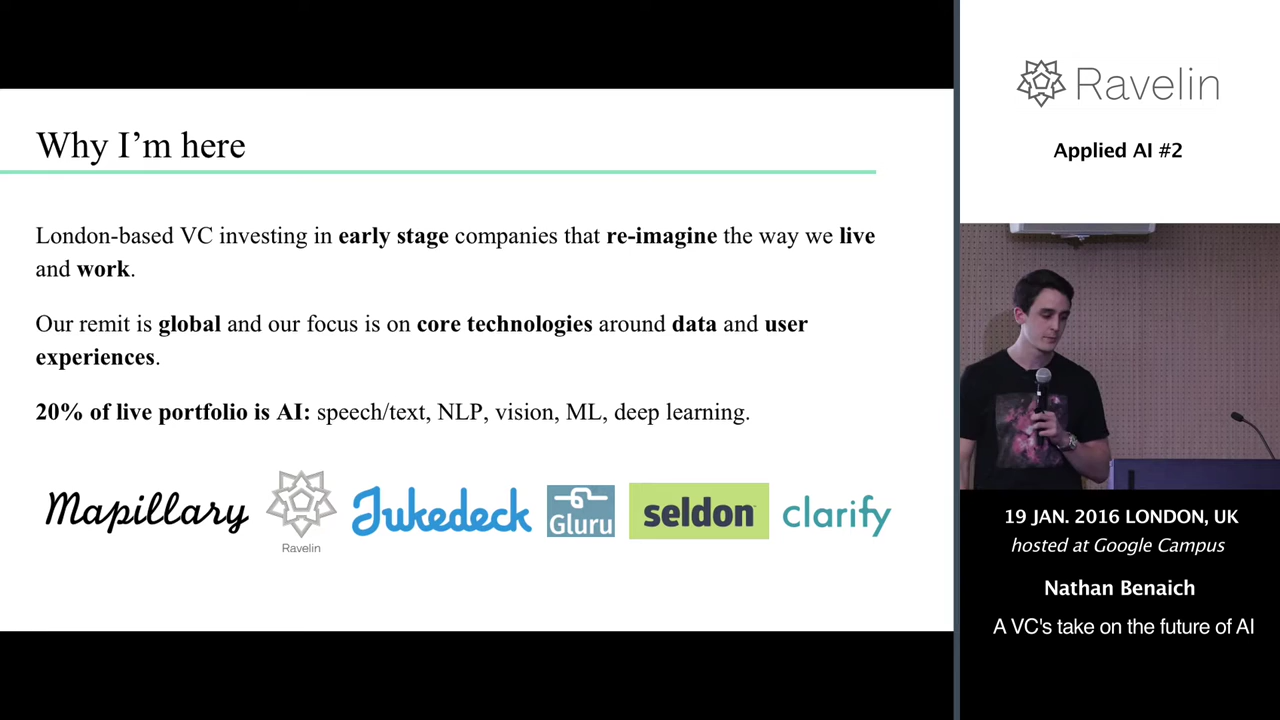 Why I'm here
London-based VC investing in early stage companies that re-imagine the way we live
and work.
Our remit is global and our focus is on core technologies around data and user
experiences.
20% of live portfolio is AI: speech/text, NLP, vision, ML, deep learning.
Mapillary
Ravelin
Jukedeck
Gluru
seldon
clarify
Ravelin
Applied AI #2
19 JAN. 2016 LONDON, UK
hosted at Google Campus
Nathan Benaich
A VC's take on the future of AI